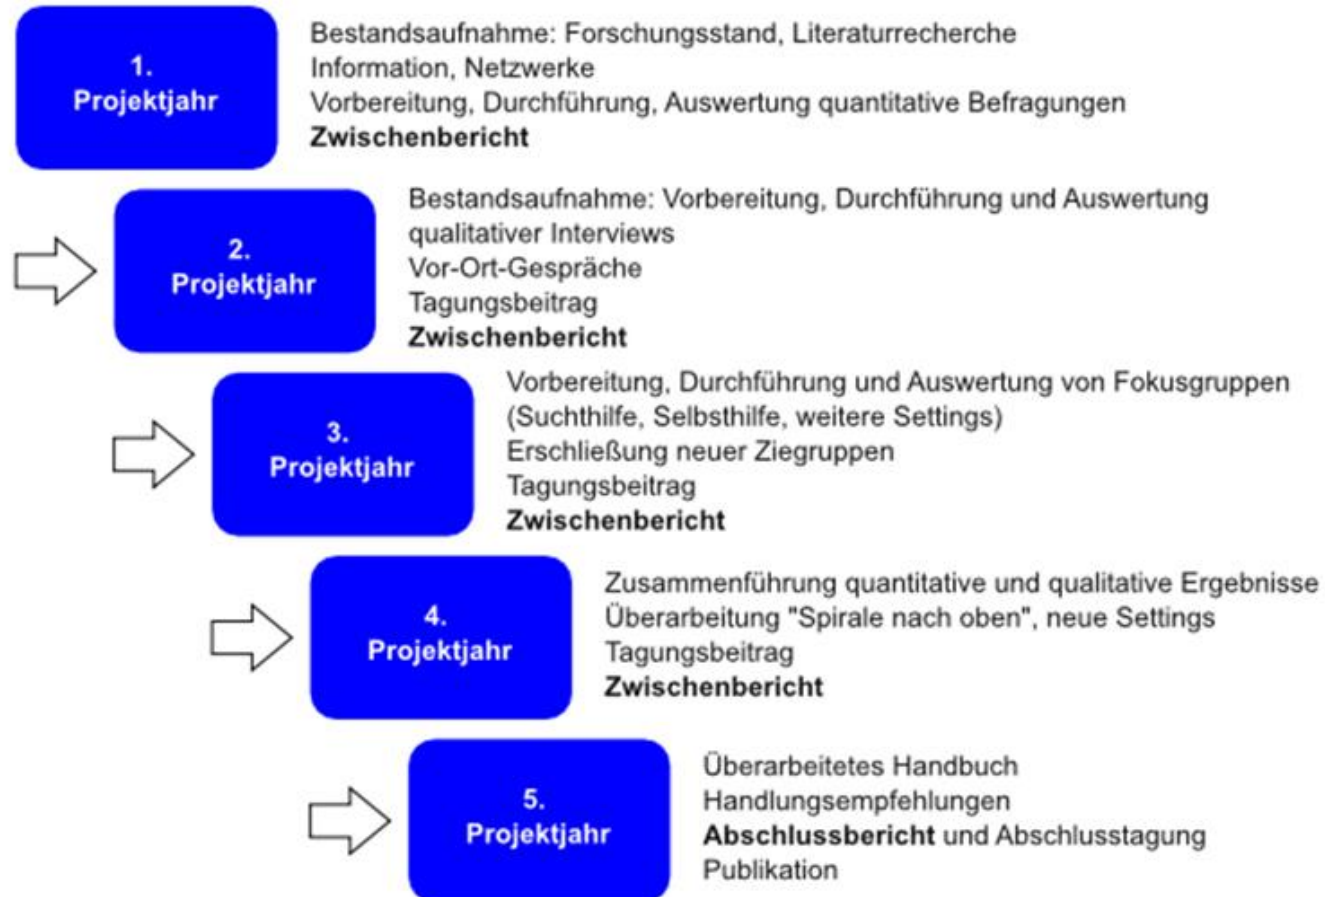 1.
Projektjahr
Bestandsaufnahme: Forschungsstand, Literaturrecherche
Information, Netzwerke
Vorbereitung, Durchführung, Auswertung quantitative Befragungen
Zwischenbericht
2.
Projektjahr
Bestandsaufnahme: Vorbereitung, Durchführung und Auswertung
qualitativer Interviews
Vor-Ort-Gespräche
Tagungsbeitrag
Zwischenbericht
3.
Projektjahr
Vorbereitung, Durchführung und Auswertung von Fokusgruppen
(Suchthilfe, Selbsthilfe, weitere Settings)
Erschließung neuer Ziegruppen
Tagungsbeitrag
Zwischenbericht
4.
Projektjahr
Zusammenführung quantitative und qualitative Ergebnisse
Überarbeitung "Spirale nach oben", neue Settings
Tagungsbeitrag
Zwischenbericht
5.
Projektjahr
Überarbeitetes Handbuch
Handlungsempfehlungen
Abschlussbericht und Abschlusstagung
Publikation